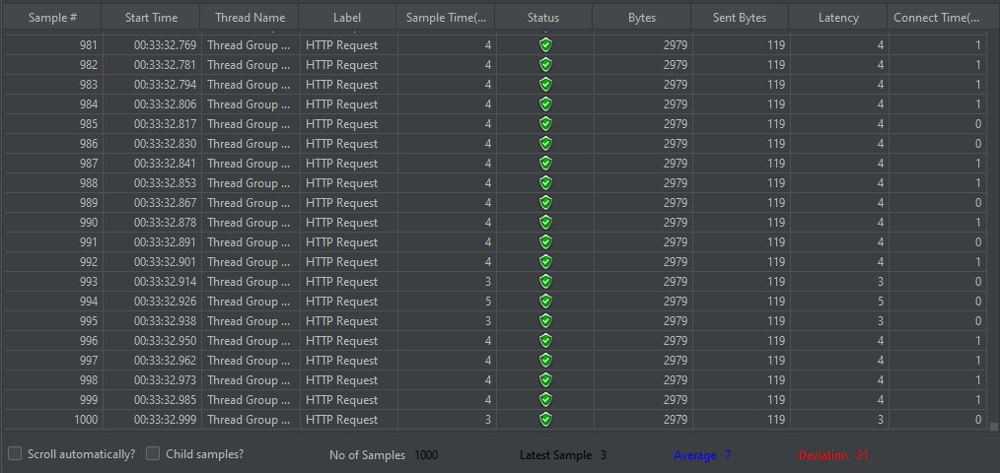 Sample # Start Time Thread Name Label Sample Time(... Status Bytes Sent Bytes Latency Connect Time(...
981 00:33:32.769 Thread Group ... HTTP Request 4 2979 119 4 1
982 00:33:32.781 Thread Group ... HTTP Request 4 2979 119 4 1
983 00:33:32.794 Thread Group ... HTTP Request 4 2979 119 4 1
984 00:33:32.806 Thread Group ... HTTP Request 4 2979 119 4 1
985 00:33:32.817 Thread Group ... HTTP Request 4 2979 119 4 0
986 00:33:32.830 Thread Group ... HTTP Request 4 2979 119 4 0
987 00:33:32.841 Thread Group ... HTTP Request 4 2979 119 4 1
988 00:33:32.853 Thread Group ... HTTP Request 4 2979 119 4 1
989 00:33:32.867 Thread Group ... HTTP Request 4 2979 119 4 0
990 00:33:32.878 Thread Group ... HTTP Request 4 2979 119 4 1
991 00:33:32.891 Thread Group ... HTTP Request 4 2979 119 4 0
992 00:33:32.901 Thread Group ... HTTP Request 4 2979 119 4 1
993 00:33:32.914 Thread Group ... HTTP Request 3 2979 119 3 0
994 00:33:32.926 Thread Group ... HTTP Request 5 2979 119 5 0
995 00:33:32.938 Thread Group ... HTTP Request 3 2979 119 3 0
996 00:33:32.950 Thread Group ... HTTP Request 4 2979 119 4 1
997 00:33:32.962 Thread Group ... HTTP Request 4 2979 119 4 1
998 00:33:32.973 Thread Group ... HTTP Request 4 2979 119 4 1
999 00:33:32.985 Thread Group ... HTTP Request 4 2979 119 4 1
1000 00:33:32.999 Thread Group ... HTTP Request 3 2979 119 3 0
Scroll automatically? Child samples? No of Samples 1000 Latest Sample 3 Average 7 Deviation 21